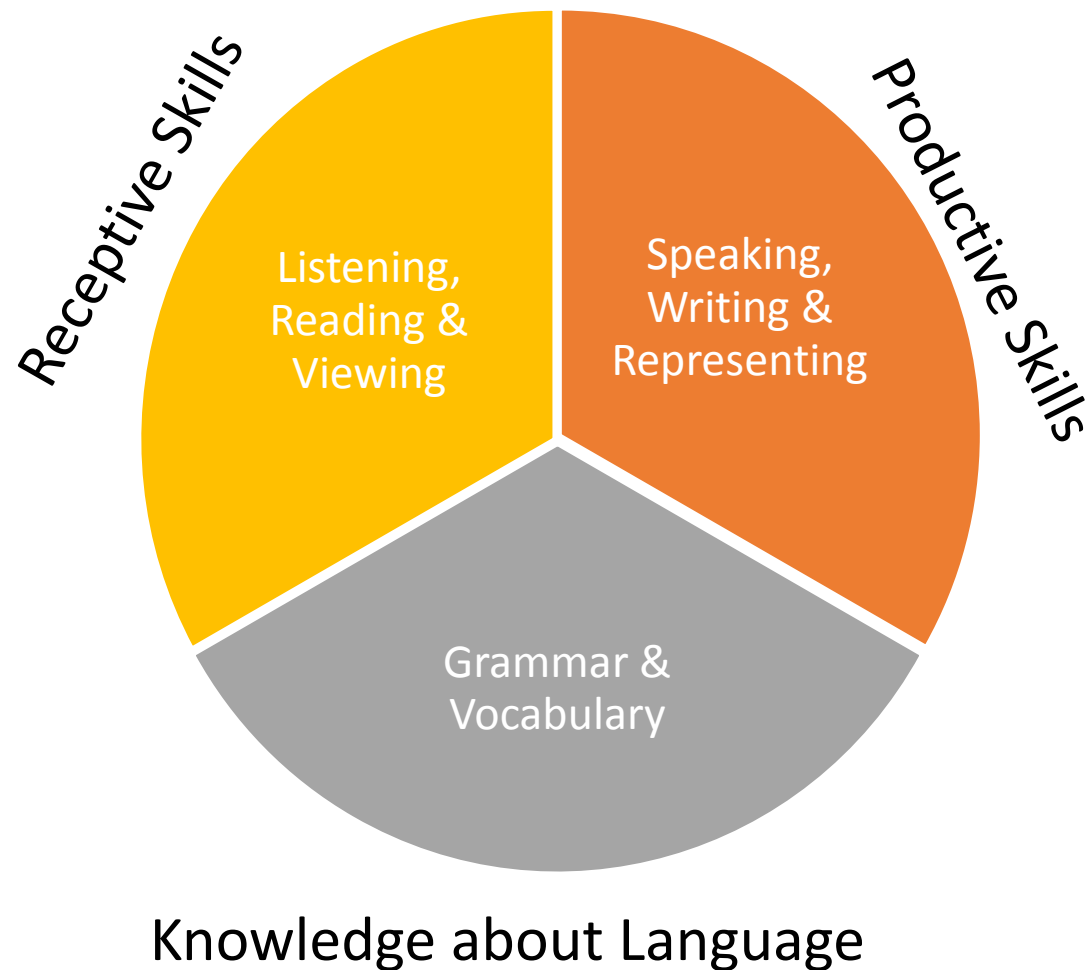 Receptive Skills
Productive Skills
Listening,
Reading &
Viewing
Speaking,
Writing &
Representing
Grammar &
Vocabulary
Knowledge about Language